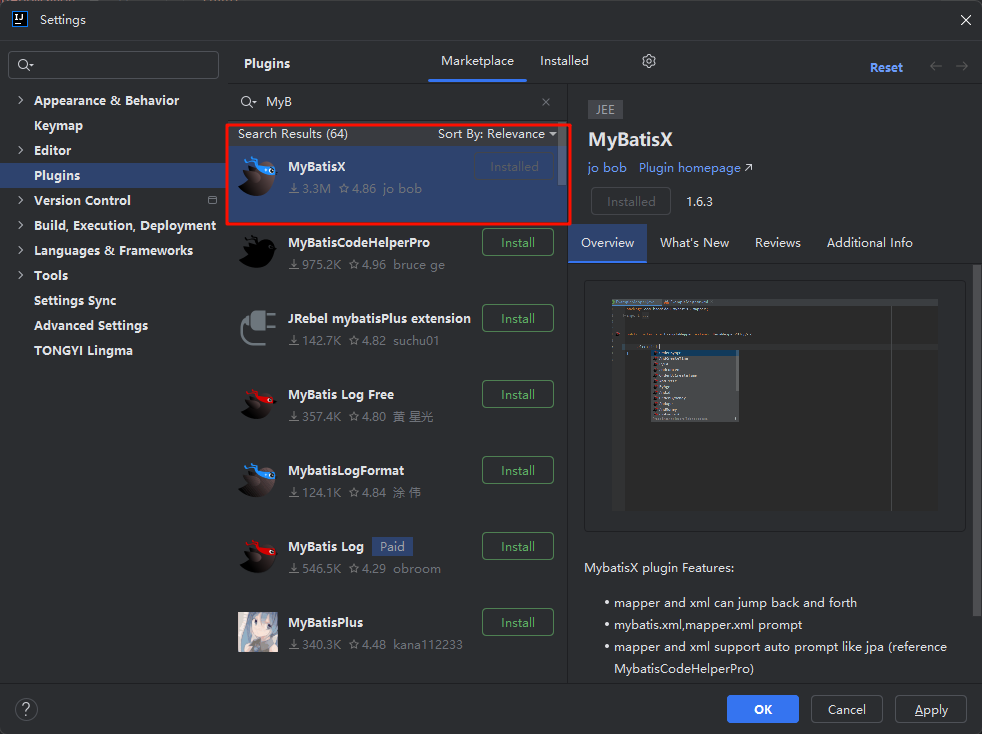 Settings
Plugins
Marketplace
Installed
Reset
Appearance & Behavior
Keymap
Editor
Plugins
Version Control
Build, Execution, Deployment
Languages & Frameworks
Tools
Settings Sync
Advanced Settings
TONGYI Lingma
MyB
Search Results (64)
Sort By: Relevance
MyBatisX
Installed
3.3M 4.86 jo bob
MyBatisCodeHelperPro
Install
975.2K 4.96 bruce ge
JRebel mybatisPlus extension
Install
142.7K 4.82 suchu01
MyBatis Log Free
Install
357.4K 4.80 黄 星光
MybatisLogFormat
Install
124.1K 4.84 涂 伟
MyBatis Log Paid
Install
546.5K 4.29 obroom
MyBatisPlus
Install
340.3K 4.48 kana112233
JEE
MyBatisX
jo bob Plugin homepage
Installed 1.6.3
Overview What's New Reviews Additional Info
MybatisX plugin Features:
• mapper and xml can jump back and forth
• mybatis.xml,mapper.xml prompt
• mapper and xml support auto prompt like jpa (reference
MybatisCodeHelperPro)
?
OK
Cancel
Apply